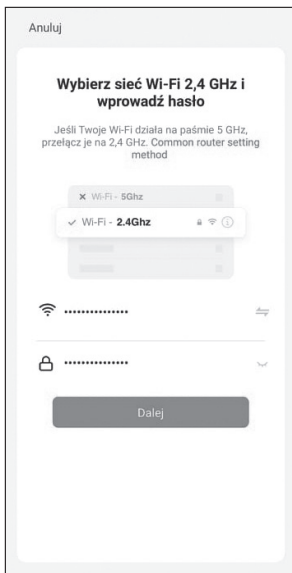 Anuluj
Wybierz sieć Wi-Fi 2,4 GHz i
wprowadź hasło
Jeśli Twoje Wi-Fi działa na paśmie 5 GHz,
przełącz je na 2,4 GHz. Common router setting
method
× Wi-Fi - 5Ghz
✓ Wi-Fi - 2.4Ghz
Dalej